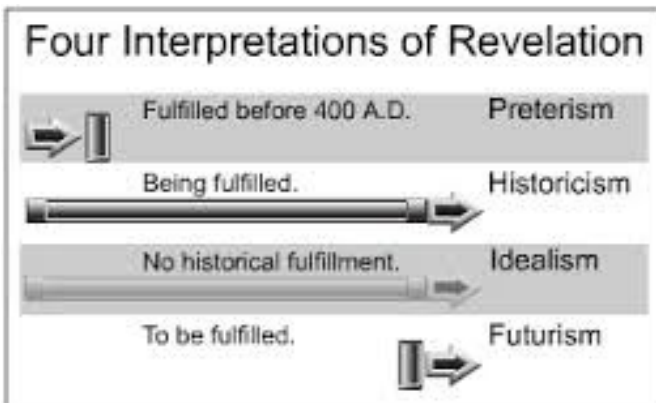 Four Interpretations of Revelation
Fulfilled before 400 A.D. Preterism
Being fulfilled. Historicism
No historical fulfillment. Idealism
To be fulfilled. Futurism